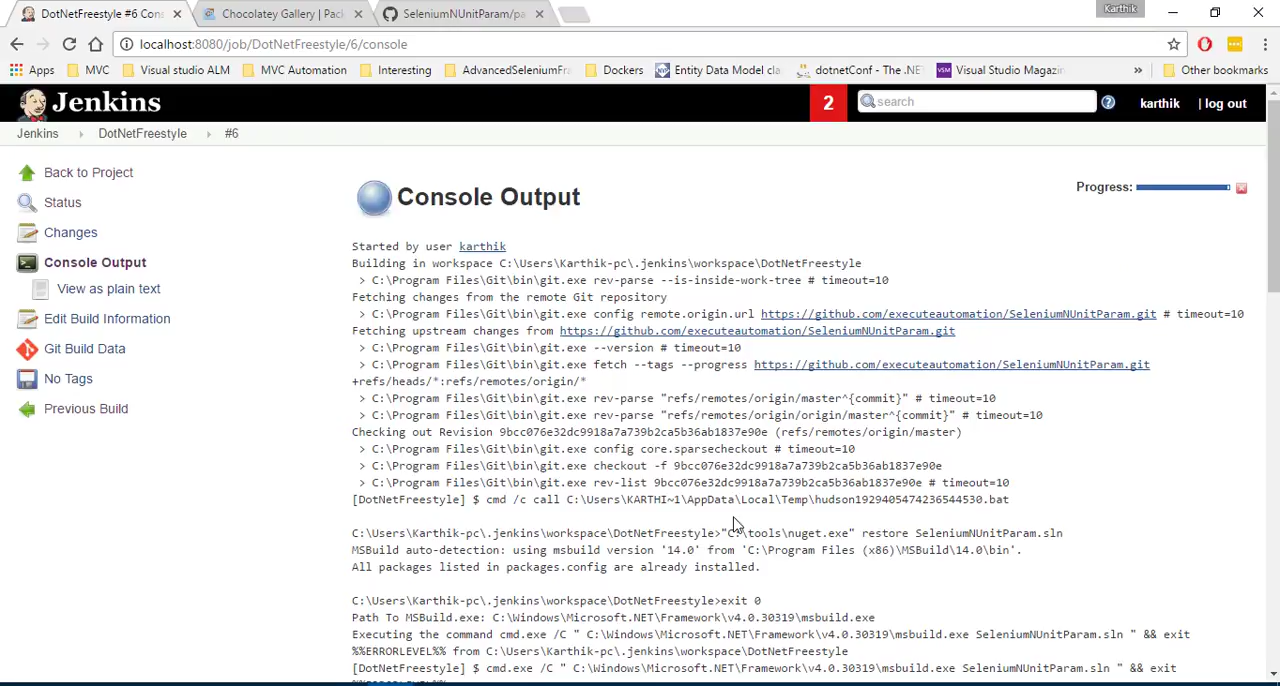 DotNetFreestyle #6 Cons
Chocolatey Gallery | Pack
SeleniumNUnitParam/pa
Karthik
localhost:8080/job/DotNetFreestyle/6/console
Apps
MVC
Visual studio ALM
MVC Automation
Interesting
AdvancedSeleniumFra
Dockers
Entity Data Model cla
dotnetConf - The .NE
Visual Studio Magazin
»
Other bookmarks
Jenkins
2
search
karthik
| log out
Jenkins
DotNetFreestyle
#6
Back to Project
Status
Changes
Console Output
View as plain text
Edit Build Information
Git Build Data
No Tags
Previous Build
Console Output
Progress:
Started by user karthik
Building in workspace C:\Users\Karthik-pc\.jenkins\workspace\DotNetFreestyle
> C:\Program Files\Git\bin\git.exe rev-parse --is-inside-work-tree # timeout=10
Fetching changes from the remote Git repository
> C:\Program Files\Git\bin\git.exe config remote.origin.url https://github.com/executeautomation/SeleniumNUnitParam.git # timeout=10
Fetching upstream changes from https://github.com/executeautomation/SeleniumNUnitParam.git
> C:\Program Files\Git\bin\git.exe --version # timeout=10
> C:\Program Files\Git\bin\git.exe fetch --tags --progress https://github.com/executeautomation/SeleniumNUnitParam.git
+refs/heads/*:refs/remotes/origin/*
> C:\Program Files\Git\bin\git.exe rev-parse "refs/remotes/origin/master^{commit}" # timeout=10
> C:\Program Files\Git\bin\git.exe rev-parse "refs/remotes/origin/origin/master^{commit}" # timeout=10
Checking out Revision 9bcc076e32dc9918a7a739b2ca5b36ab1837e90e (refs/remotes/origin/master)
> C:\Program Files\Git\bin\git.exe config core.sparsecheckout # timeout=10
> C:\Program Files\Git\bin\git.exe checkout -f 9bcc076e32dc9918a7a739b2ca5b36ab1837e90e
> C:\Program Files\Git\bin\git.exe rev-list 9bcc076e32dc9918a7a739b2ca5b36ab1837e90e # timeout=10
[DotNetFreestyle] $ cmd /c call C:\Users\KARTHI~1\AppData\Local\Temp\hudson1929405474236544530.bat
C:\Users\Karthik-pc\.jenkins\workspace\DotNetFreestyle>"C:\tools\nuget.exe" restore SeleniumNUnitParam.sln
MSBuild auto-detection: using msbuild version '14.0' from 'C:\Program Files (x86)\MSBuild\14.0\bin'.
All packages listed in packages.config are already installed.
C:\Users\Karthik-pc\.jenkins\workspace\DotNetFreestyle>exit 0
Path To MSBuild.exe: C:\Windows\Microsoft.NET\Framework\v4.0.30319\msbuild.exe
Executing the command cmd.exe /C " C:\Windows\Microsoft.NET\Framework\v4.0.30319\msbuild.exe SeleniumNUnitParam.sln " && exit
%%ERRORLEVEL%% from C:\Users\Karthik-pc\.jenkins\workspace\DotNetFreestyle
[DotNetFreestyle] $ cmd.exe /C " C:\Windows\Microsoft.NET\Framework\v4.0.30319\msbuild.exe SeleniumNUnitParam.sln " && exit